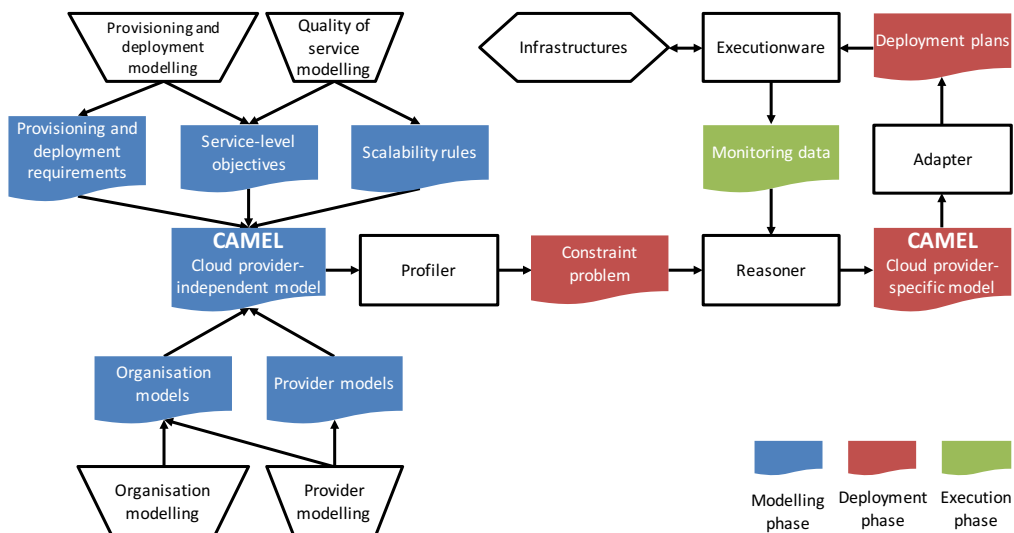 Provisioning and
deployment
modelling
Quality of
service
modelling
Infrastructures
Executionware
Deployment plans
Provisioning and
deployment
requirements
Service-level
objectives
Scalability rules
Monitoring data
Adapter
CAMEL
Cloud provider-
independent model
Profiler
Constraint
problem
Reasoner
CAMEL
Cloud provider-
specific model
Organisation
models
Provider models
Organisation
modelling
Provider
modelling
Modelling
phase
Deployment
phase
Execution
phase